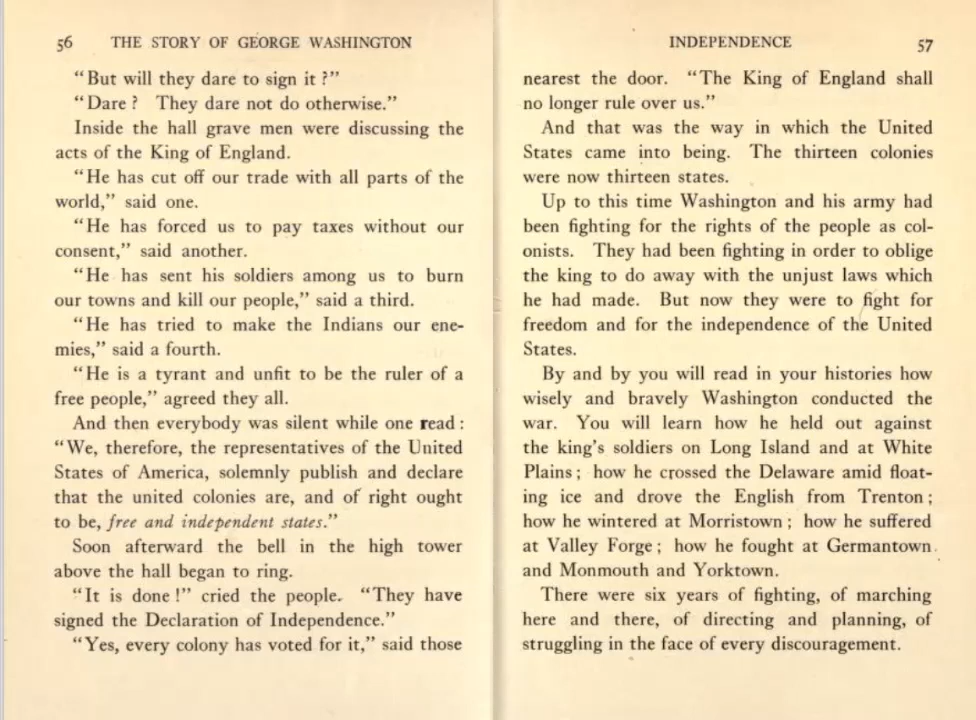 56 THE STORY OF GEORGE WASHINGTON
"But will they dare to sign it?"
"Dare? They dare not do otherwise."
Inside the hall grave men were discussing the
acts of the King of England.
"He has cut off our trade with all parts of the
world," said one.
"He has forced us to pay taxes without our
consent," said another.
"He has sent his soldiers among us to burn
our towns and kill our people," said a third.
"He has tried to make the Indians our ene-
mies," said a fourth.
"He is a tyrant and unfit to be the ruler of a
free people," agreed they all.
And then everybody was silent while one read:
"We, therefore, the representatives of the United
States of America, solemnly publish and declare
that the united colonies are, and of right ought
to be, free and independent states."
Soon afterward the bell in the high tower
above the hall began to ring.
"It is done!" cried the people. "They have
signed the Declaration of Independence."
"Yes, every colony has voted for it," said those
INDEPENDENCE 57
nearest the door. "The King of England shall
no longer rule over us."
And that was the way in which the United
States came into being. The thirteen colonies
were now thirteen states.
Up to this time Washington and his army had
been fighting for the rights of the people as col-
onists. They had been fighting in order to oblige
the king to do away with the unjust laws which
he had made. But now they were to fight for
freedom and for the independence of the United
States.
By and by you will read in your histories how
wisely and bravely Washington conducted the
war. You will learn how he held out against
the king's soldiers on Long Island and at White
Plains; how he crossed the Delaware amid float-
ing ice and drove the English from Trenton;
how he wintered at Morristown; how he suffered
at Valley Forge; how he fought at Germantown
and Monmouth and Yorktown.
There were six years of fighting, of marching
here and there, of directing and planning, of
struggling in the face of every discouragement.